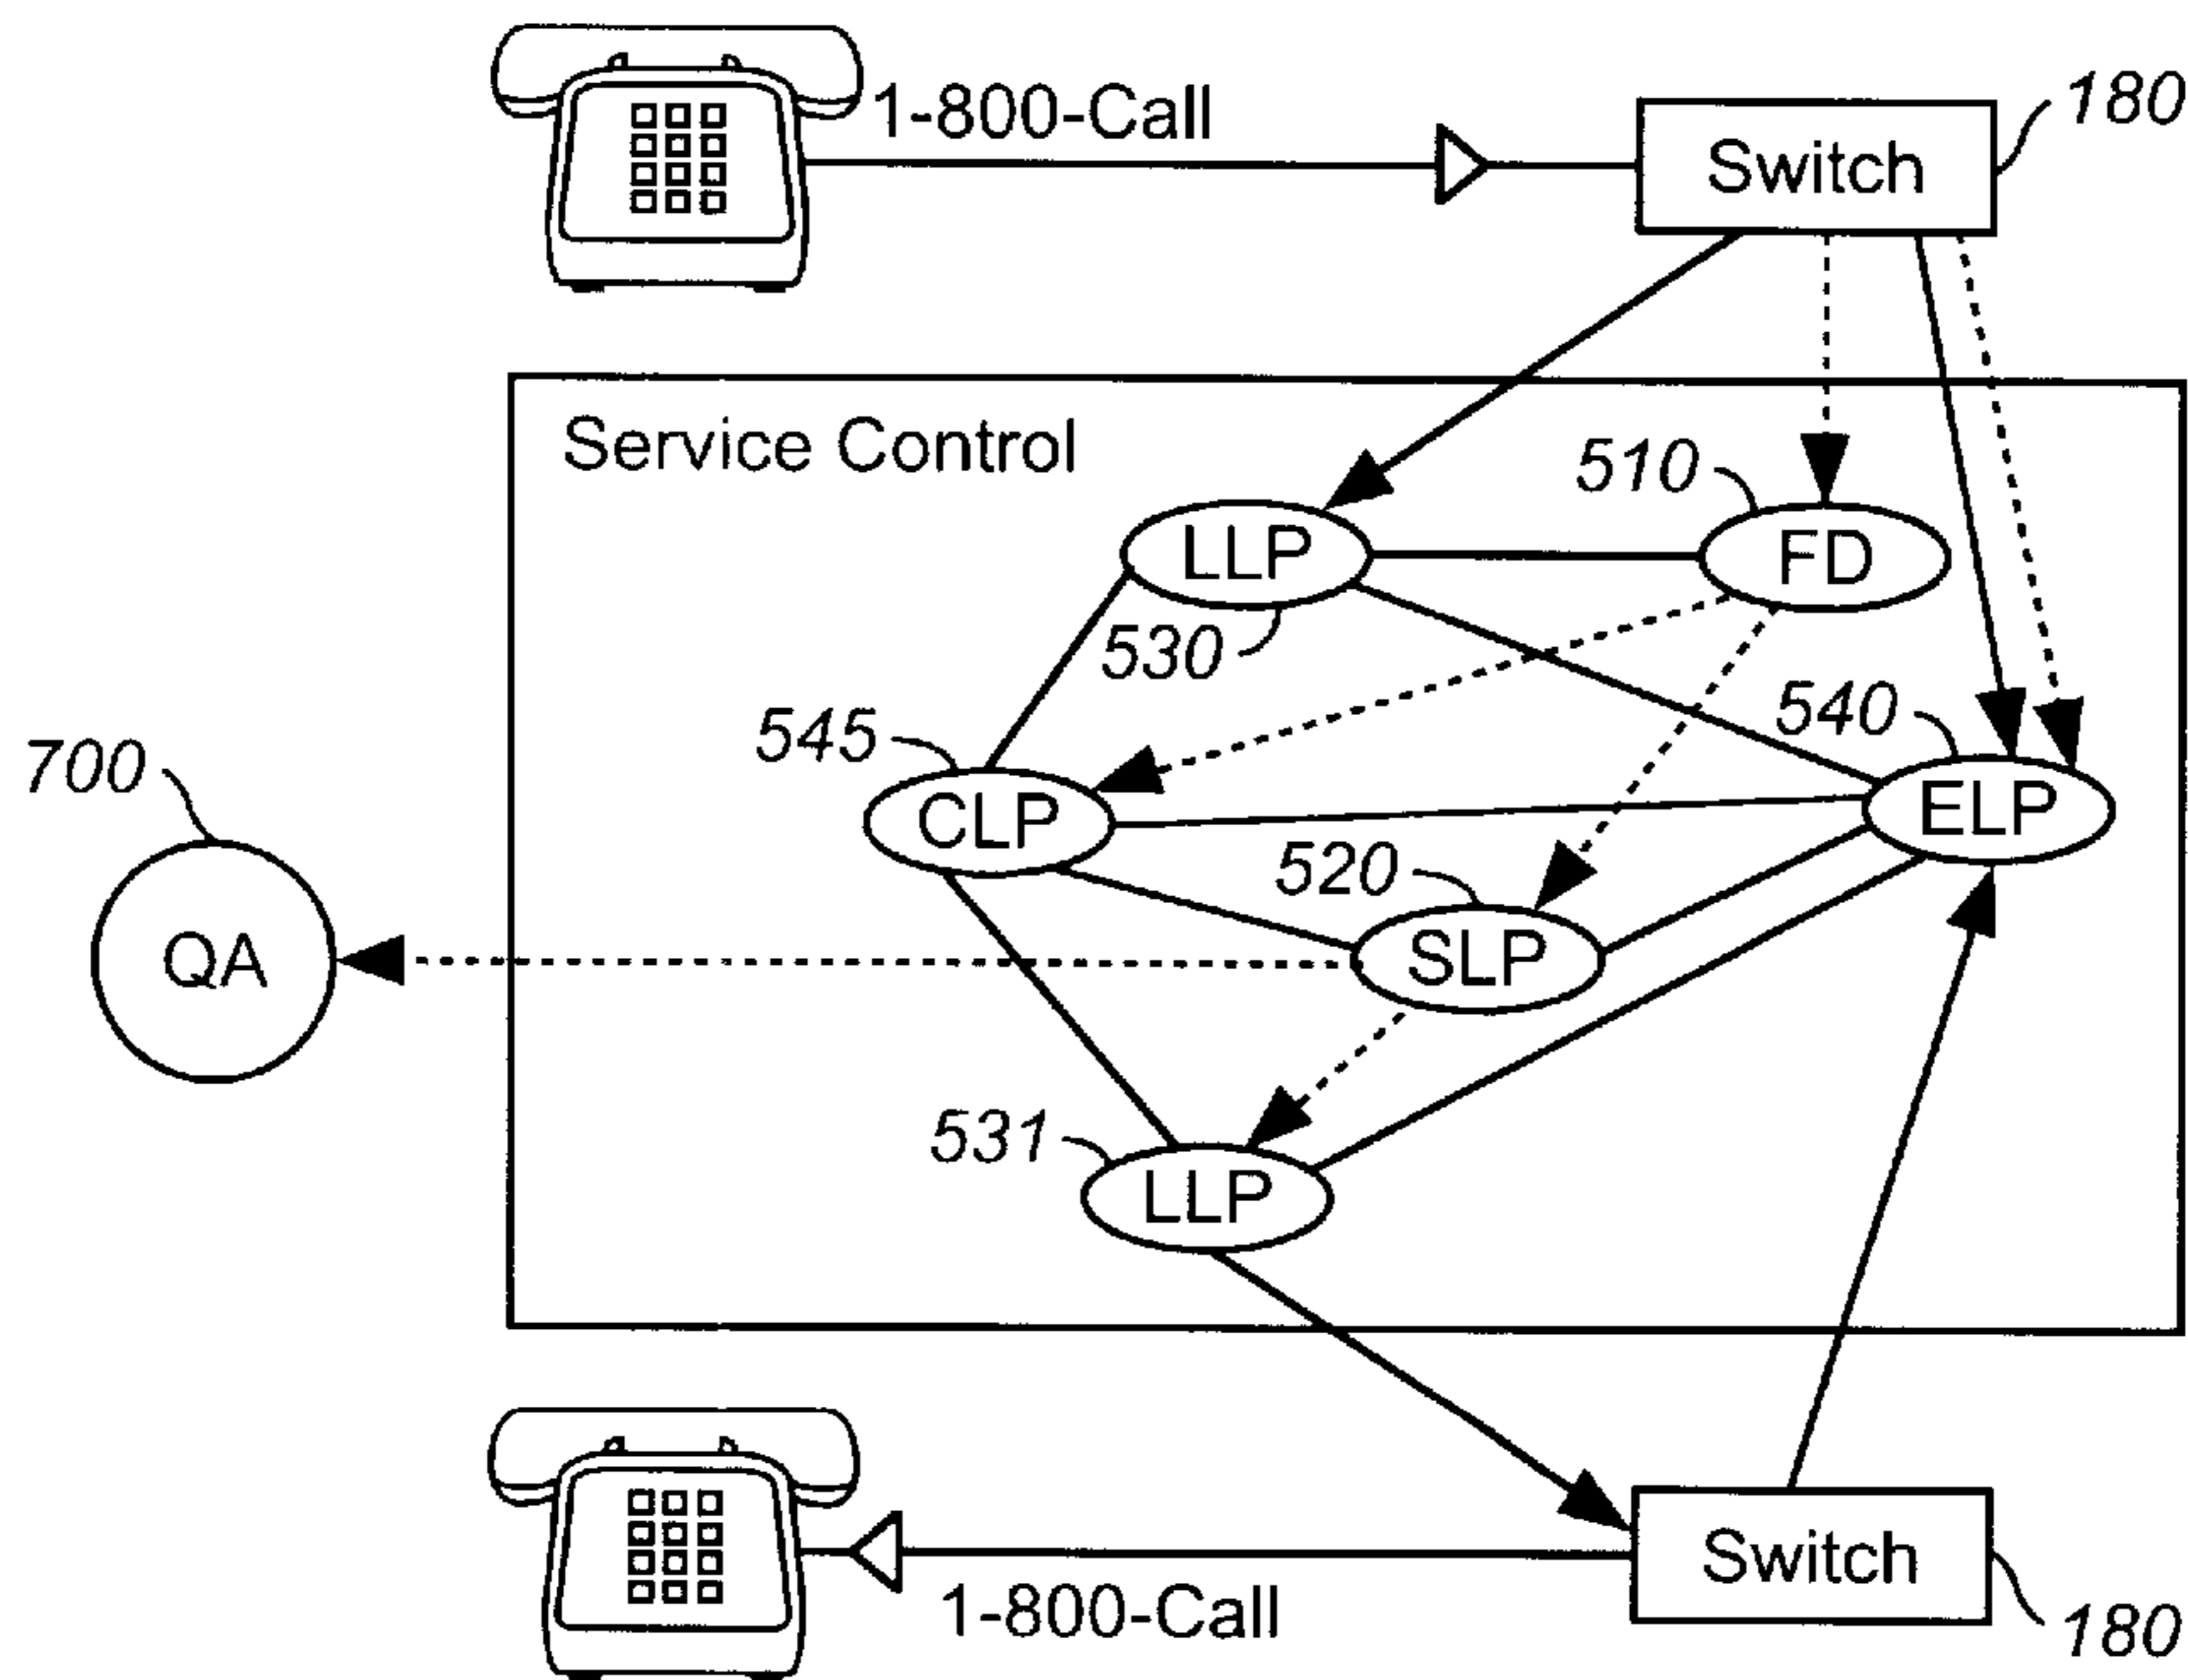 1-800-Call
Switch
180
Service Control
510
LLP
FD
530
540
545
700
CLP
ELP
520
QA
SLP
531
LLP
Switch
1-800-Call
180